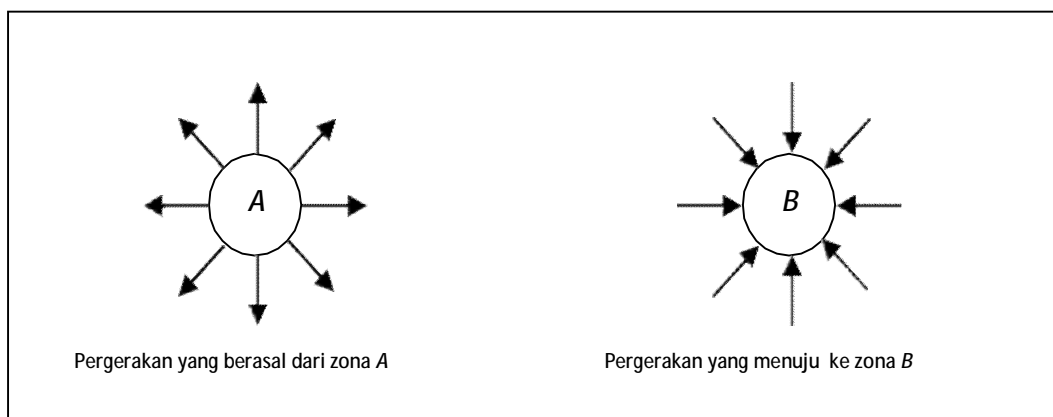 A
B
Pergerakan yang berasal dari zona A
Pergerakan yang menuju ke zona B